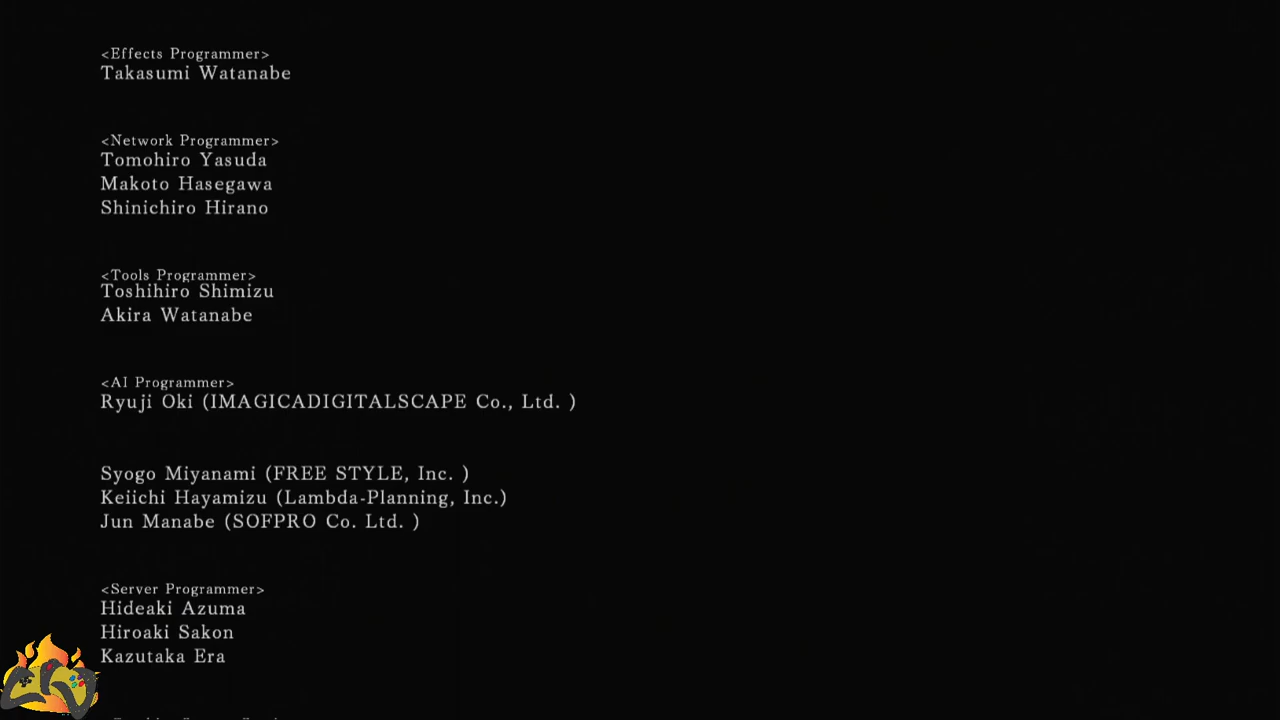 <Effects Programmer>
Takasumi Watanabe
<Network Programmer>
Tomohiro Yasuda
Makoto Hasegawa
Shinichiro Hirano
<Tools Programmer>
Toshihiro Shimizu
Akira Watanabe
<AI Programmer>
Ryuji Oki (IMAGICADIGITALSCAPE Co., Ltd. )
Syogo Miyanami (FREE STYLE, Inc. )
Keiichi Hayamizu (Lambda-Planning, Inc.)
Jun Manabe (SOFPRO Co. Ltd. )
<Server Programmer>
Hideaki Azuma
Hiroaki Sakon
Kazutaka Era